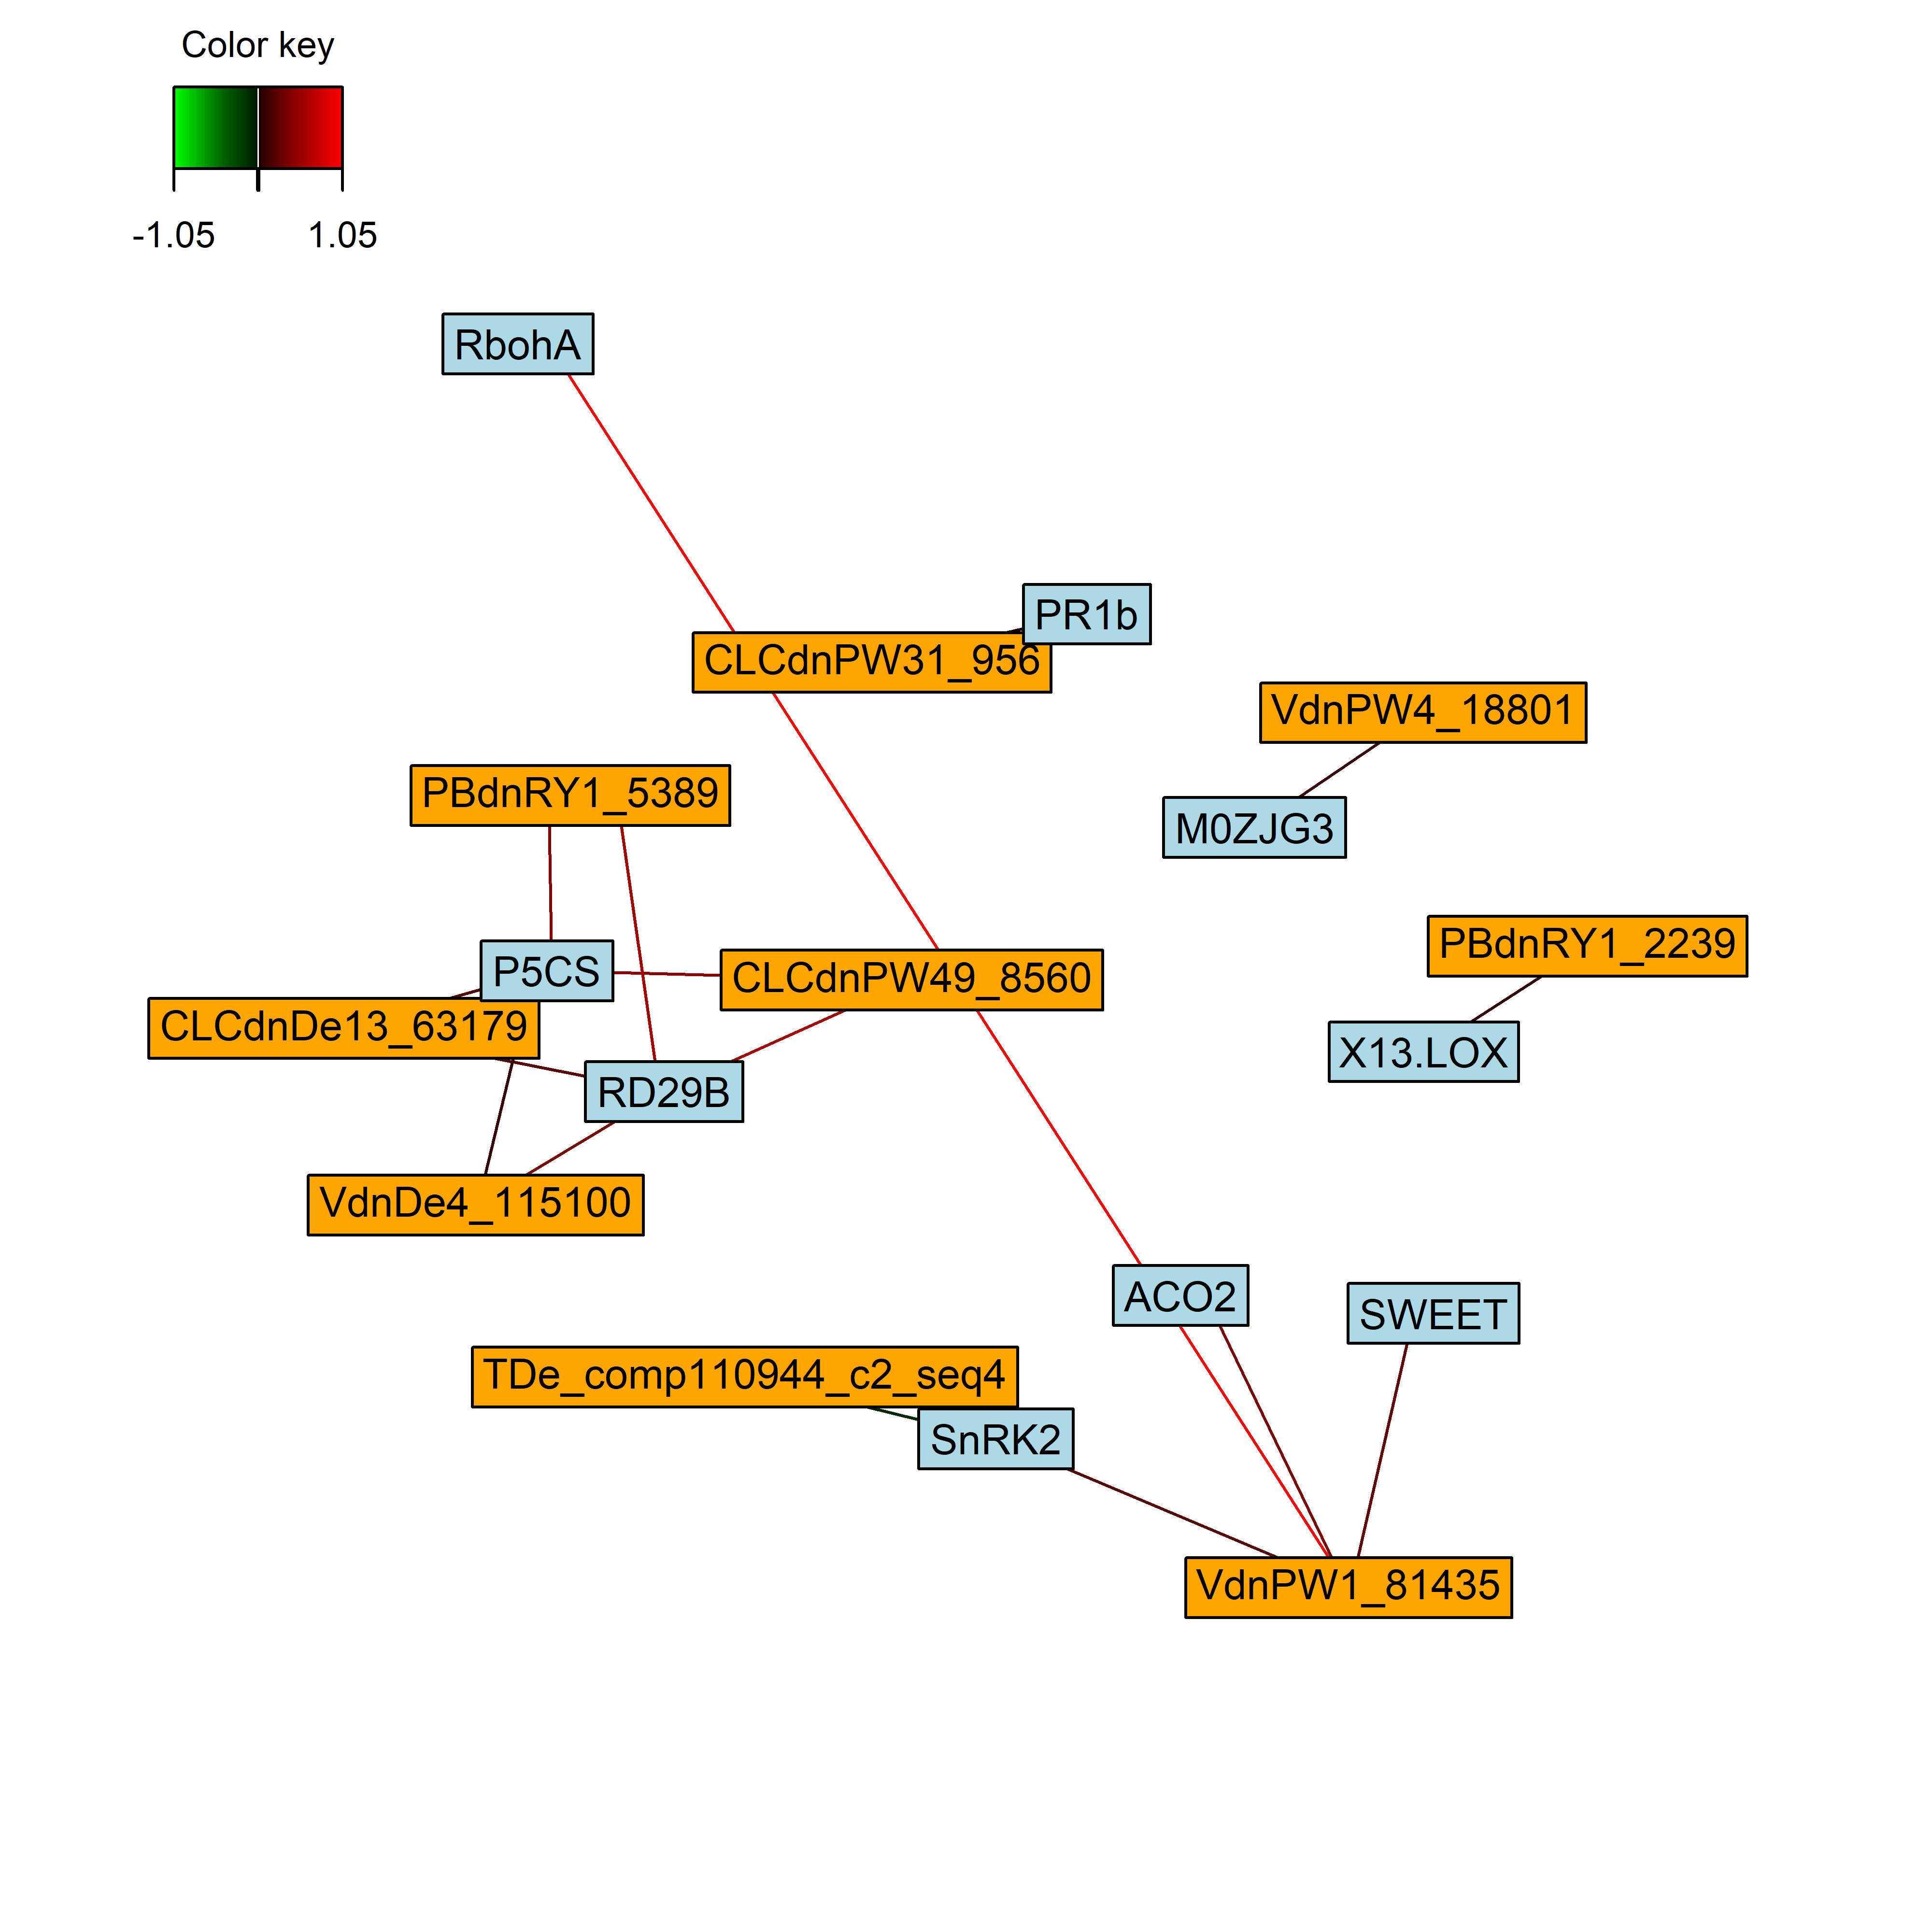 Color key
-1.05 1.05
RbohA
PR1b
CLCdnPW31_956
VdnPW4_18801
PBdnRY1_5389
M0ZJG3
PBdnRY1_2239
P5CS
CLCdnPW49_8560
CLCdnDe13_63179
X13.LOX
RD29B
VdnDe4_115100
ACO2
SWEET
TDe_comp110944_c2_seq4
SnRK2
VdnPW1_81435